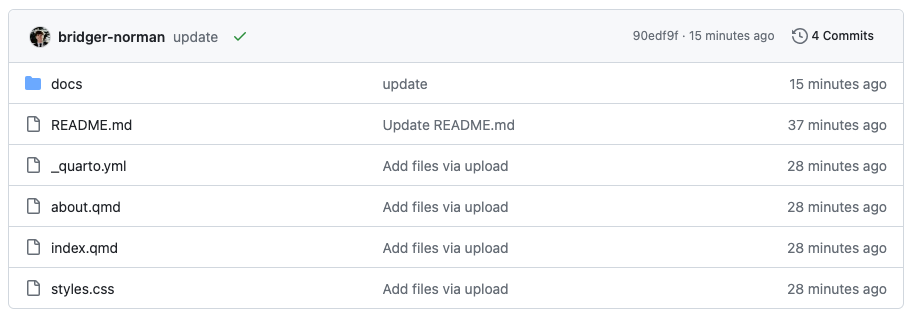 bridger-norman update 90edf9f · 15 minutes ago 4 Commits
docs update 15 minutes ago
README.md Update README.md 37 minutes ago
_quarto.yml Add files via upload 28 minutes ago
about.qmd Add files via upload 28 minutes ago
index.qmd Add files via upload 28 minutes ago
styles.css Add files via upload 28 minutes ago